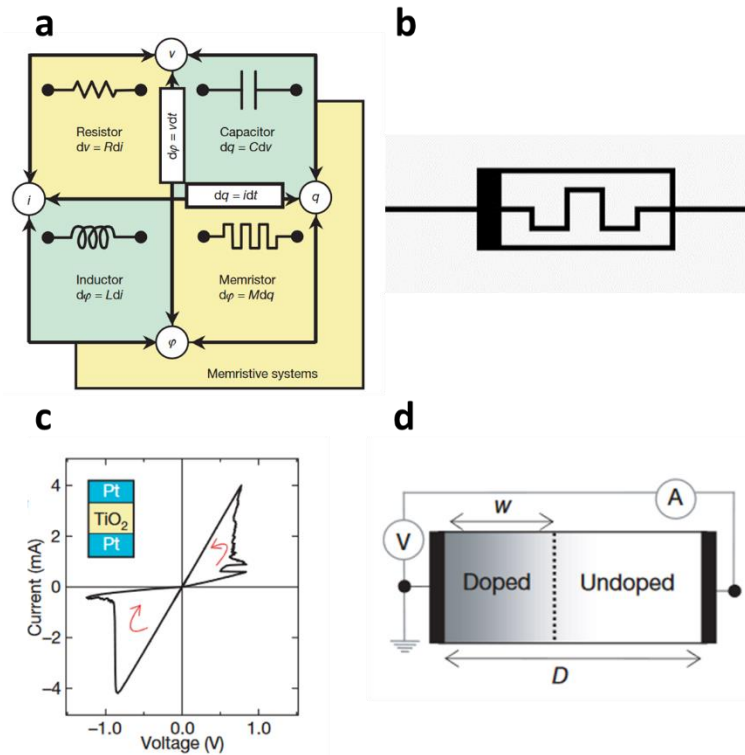 a
v
Resistor
dv = Rdi
dφ = vdt
Capacitor
dq = Cdv
i
dq = idt
q
Inductor
dφ = Ldi
Memristor
dφ = Mdq
φ
Memristive systems
b
c
Current (mA)
4
2
0
−2
−4
Pt
TiO₂
Pt
−1.0
0.0
1.0
Voltage (V)
d
A
w
V
Doped
Undoped
D